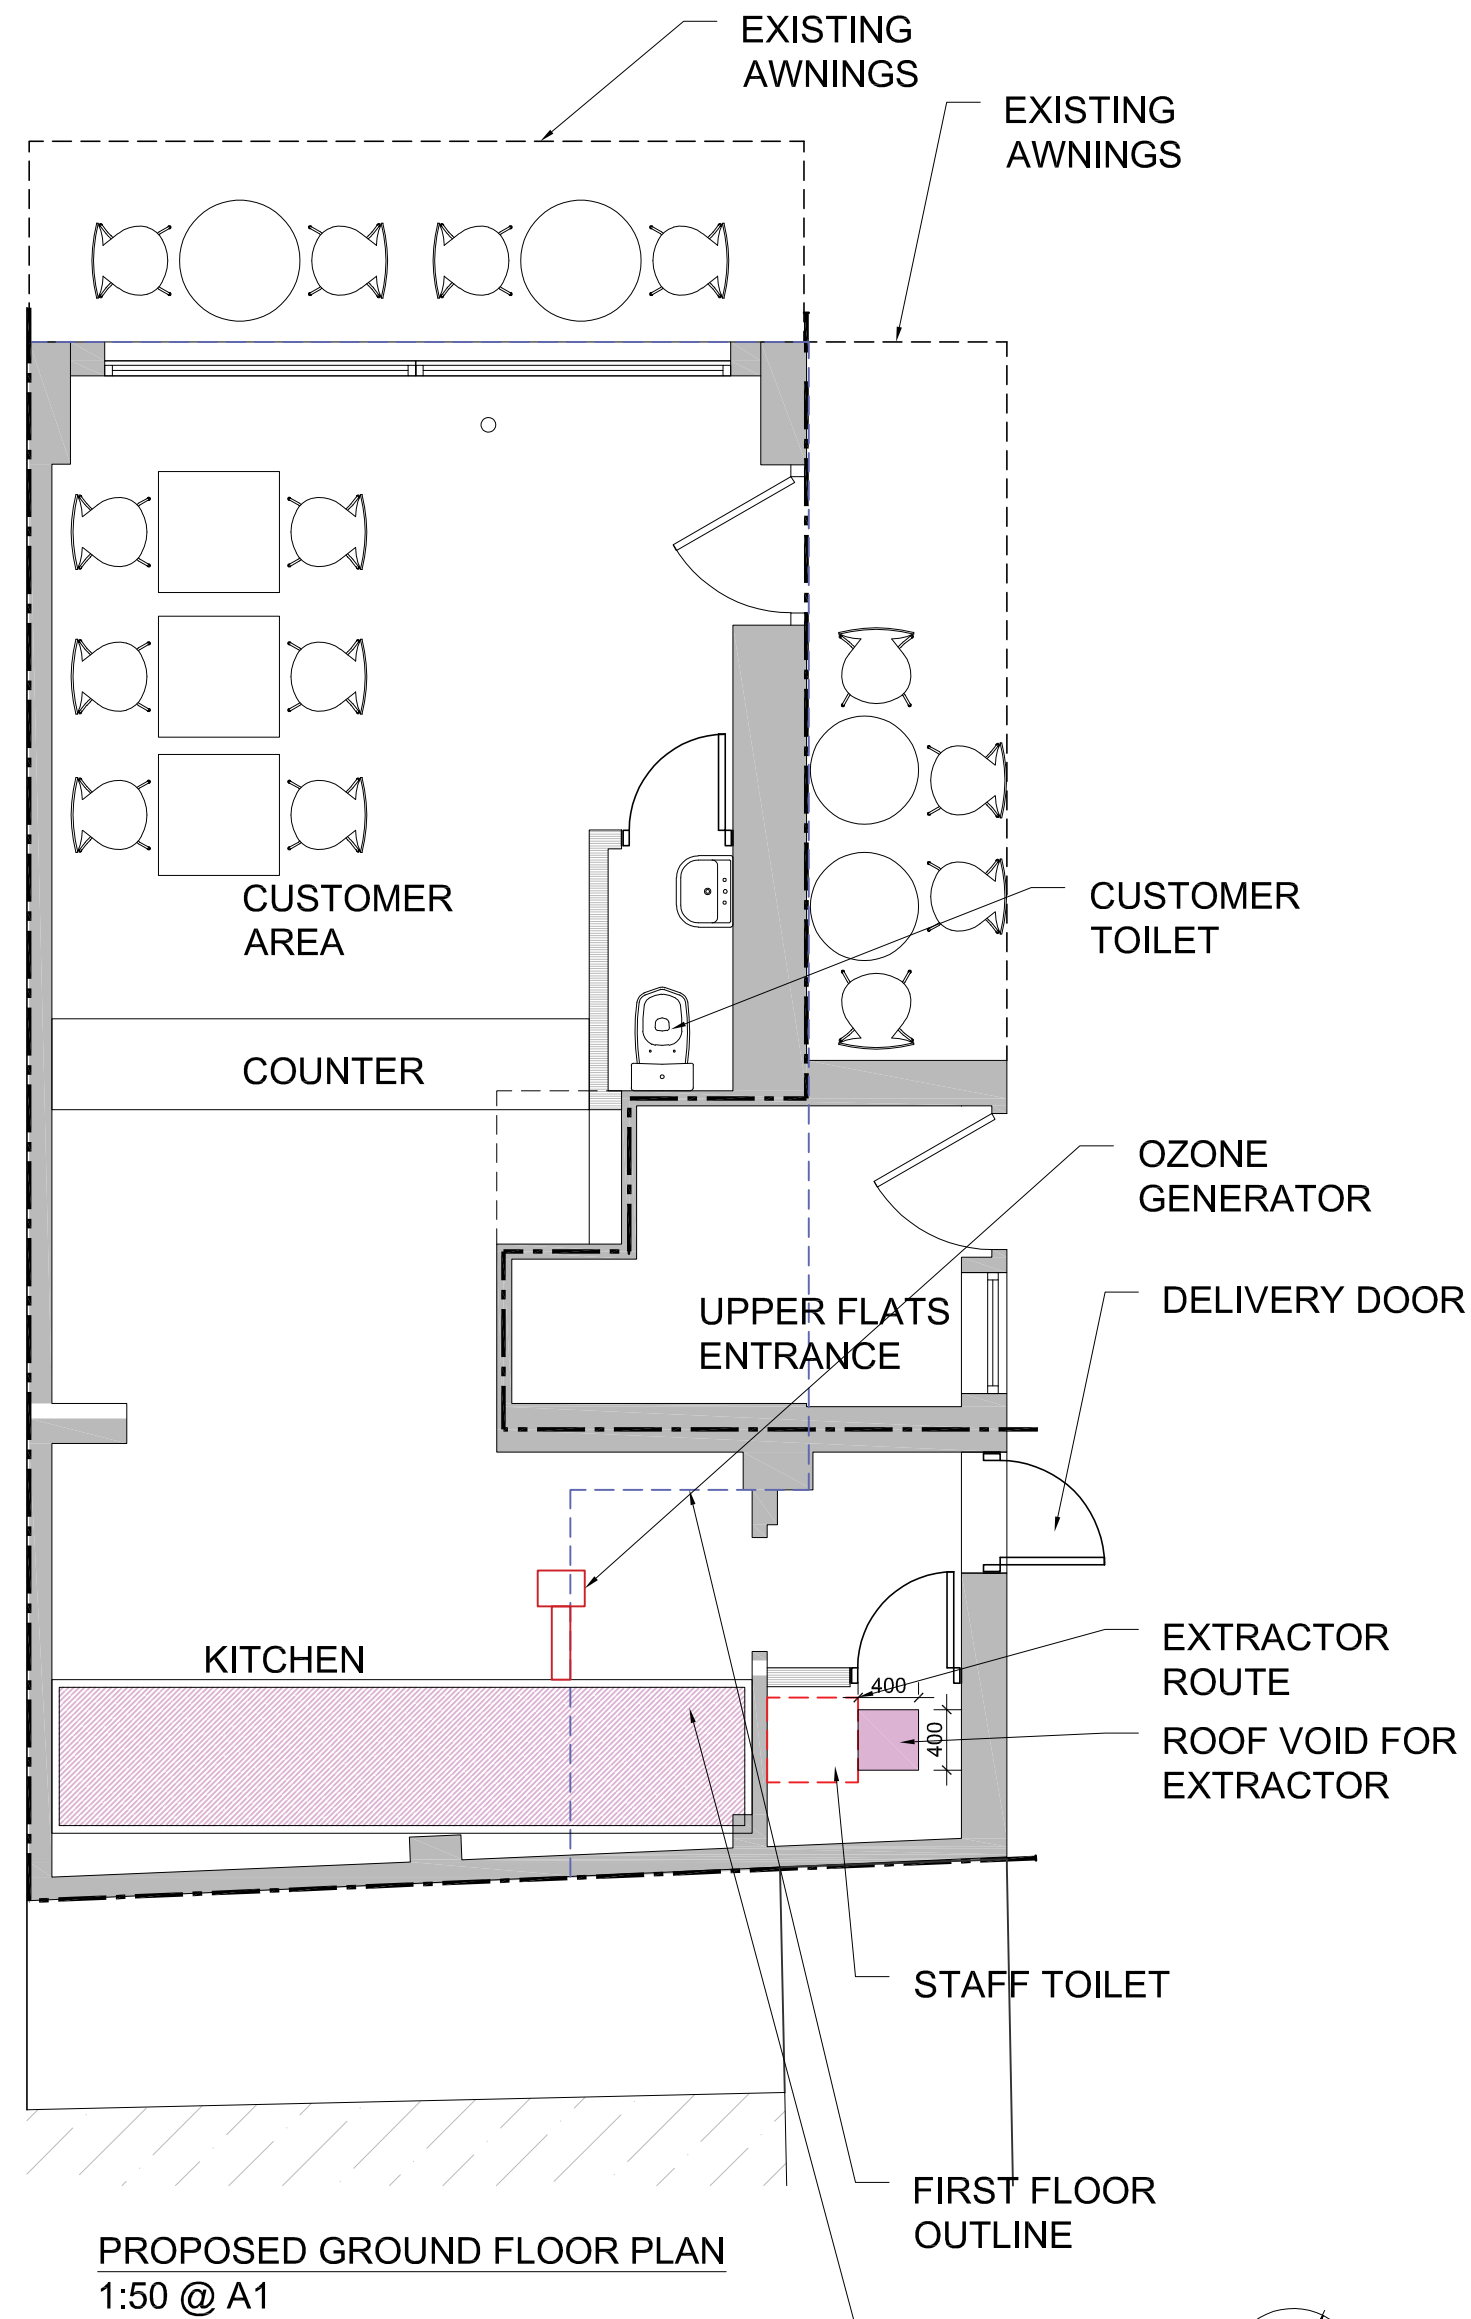 EXISTING
AWNINGS
EXISTING
AWNINGS
CUSTOMER
AREA
CUSTOMER
TOILET
COUNTER
OZONE
GENERATOR
UPPER FLATS
ENTRANCE
DELIVERY DOOR
KITCHEN
EXTRACTOR
ROUTE
400
400
ROOF VOID FOR
EXTRACTOR
STAFF TOILET
FIRST FLOOR
OUTLINE
PROPOSED GROUND FLOOR PLAN
1:50 @ A1